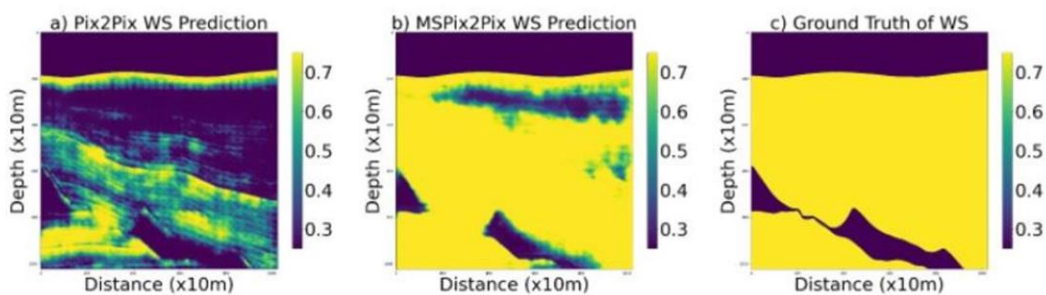 a) Pix2Pix WS Prediction
b) MSPix2Pix WS Prediction
c) Ground Truth of WS
Depth (x10m)
0.7
0.6
0.5
0.4
0.3
Distance (x10m)
Depth (x10m)
0.7
0.6
0.5
0.4
0.3
Distance (x10m)
Depth (x10m)
0.7
0.6
0.5
0.4
0.3
Distance (x10m)